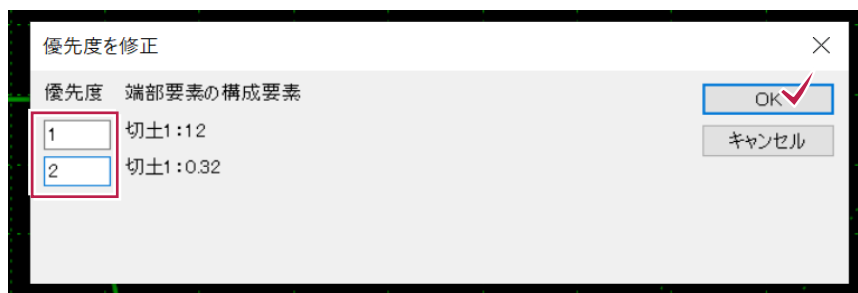 優先度を修正
優先度 端部要素の構成要素
1 切土1:12
2 切土1:0.32
OK
キャンセル